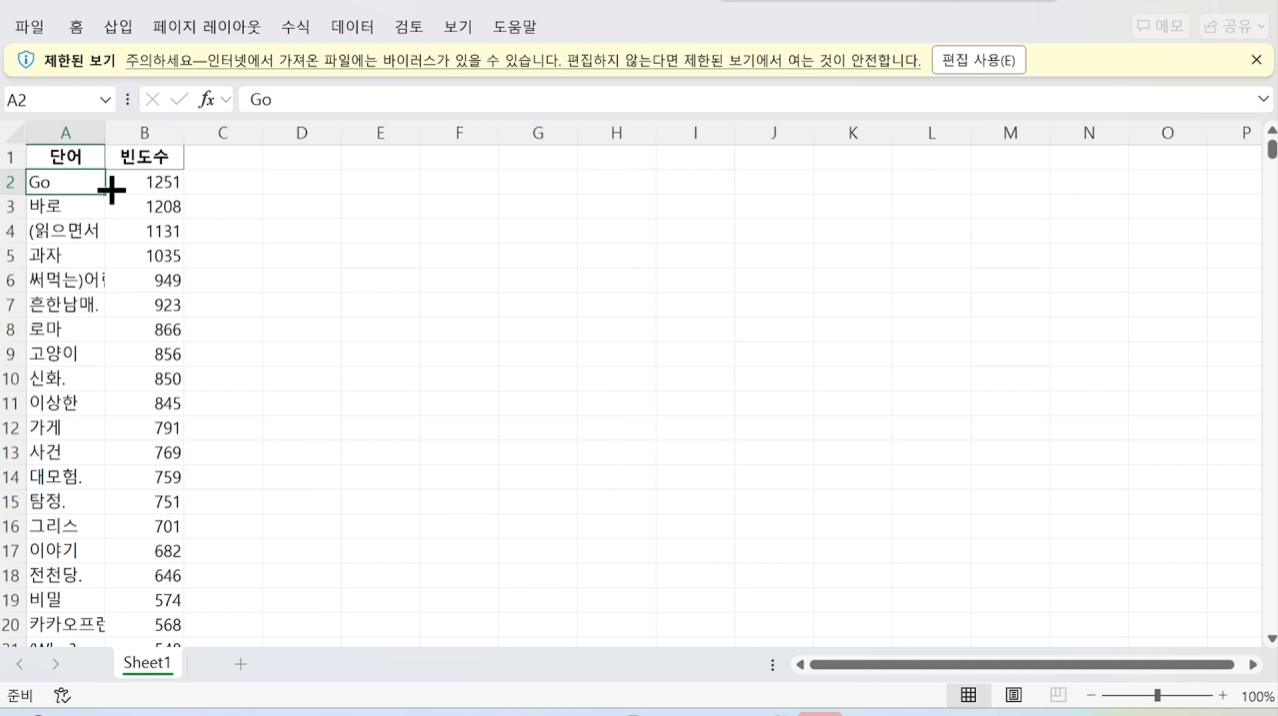 파일 홈 삽입 페이지 레이아웃 수식 데이터 검토 보기 도움말 메모 공유
제한된 보기 주의하세요—인터넷에서 가져온 파일에는 바이러스가 있을 수 있습니다. 편집하지 않는다면 제한된 보기에서 여는 것이 안전합니다. 편집 사용(E)
A2 fx Go
A B C D E F G H I J K L M N O P
1 단어 빈도수
2 Go 1251
3 바로 1208
4 (읽으면서 1131
5 과자 1035
6 써먹는) 949
7 흔한남매. 923
8 로마 866
9 고양이 856
10 신화. 850
11 이상한 845
12 가게 791
13 사건 769
14 대모험. 759
15 탐정. 751
16 그리스 701
17 이야기 682
18 전천당. 646
19 비밀 574
20 568
Sheet1
준비 100%